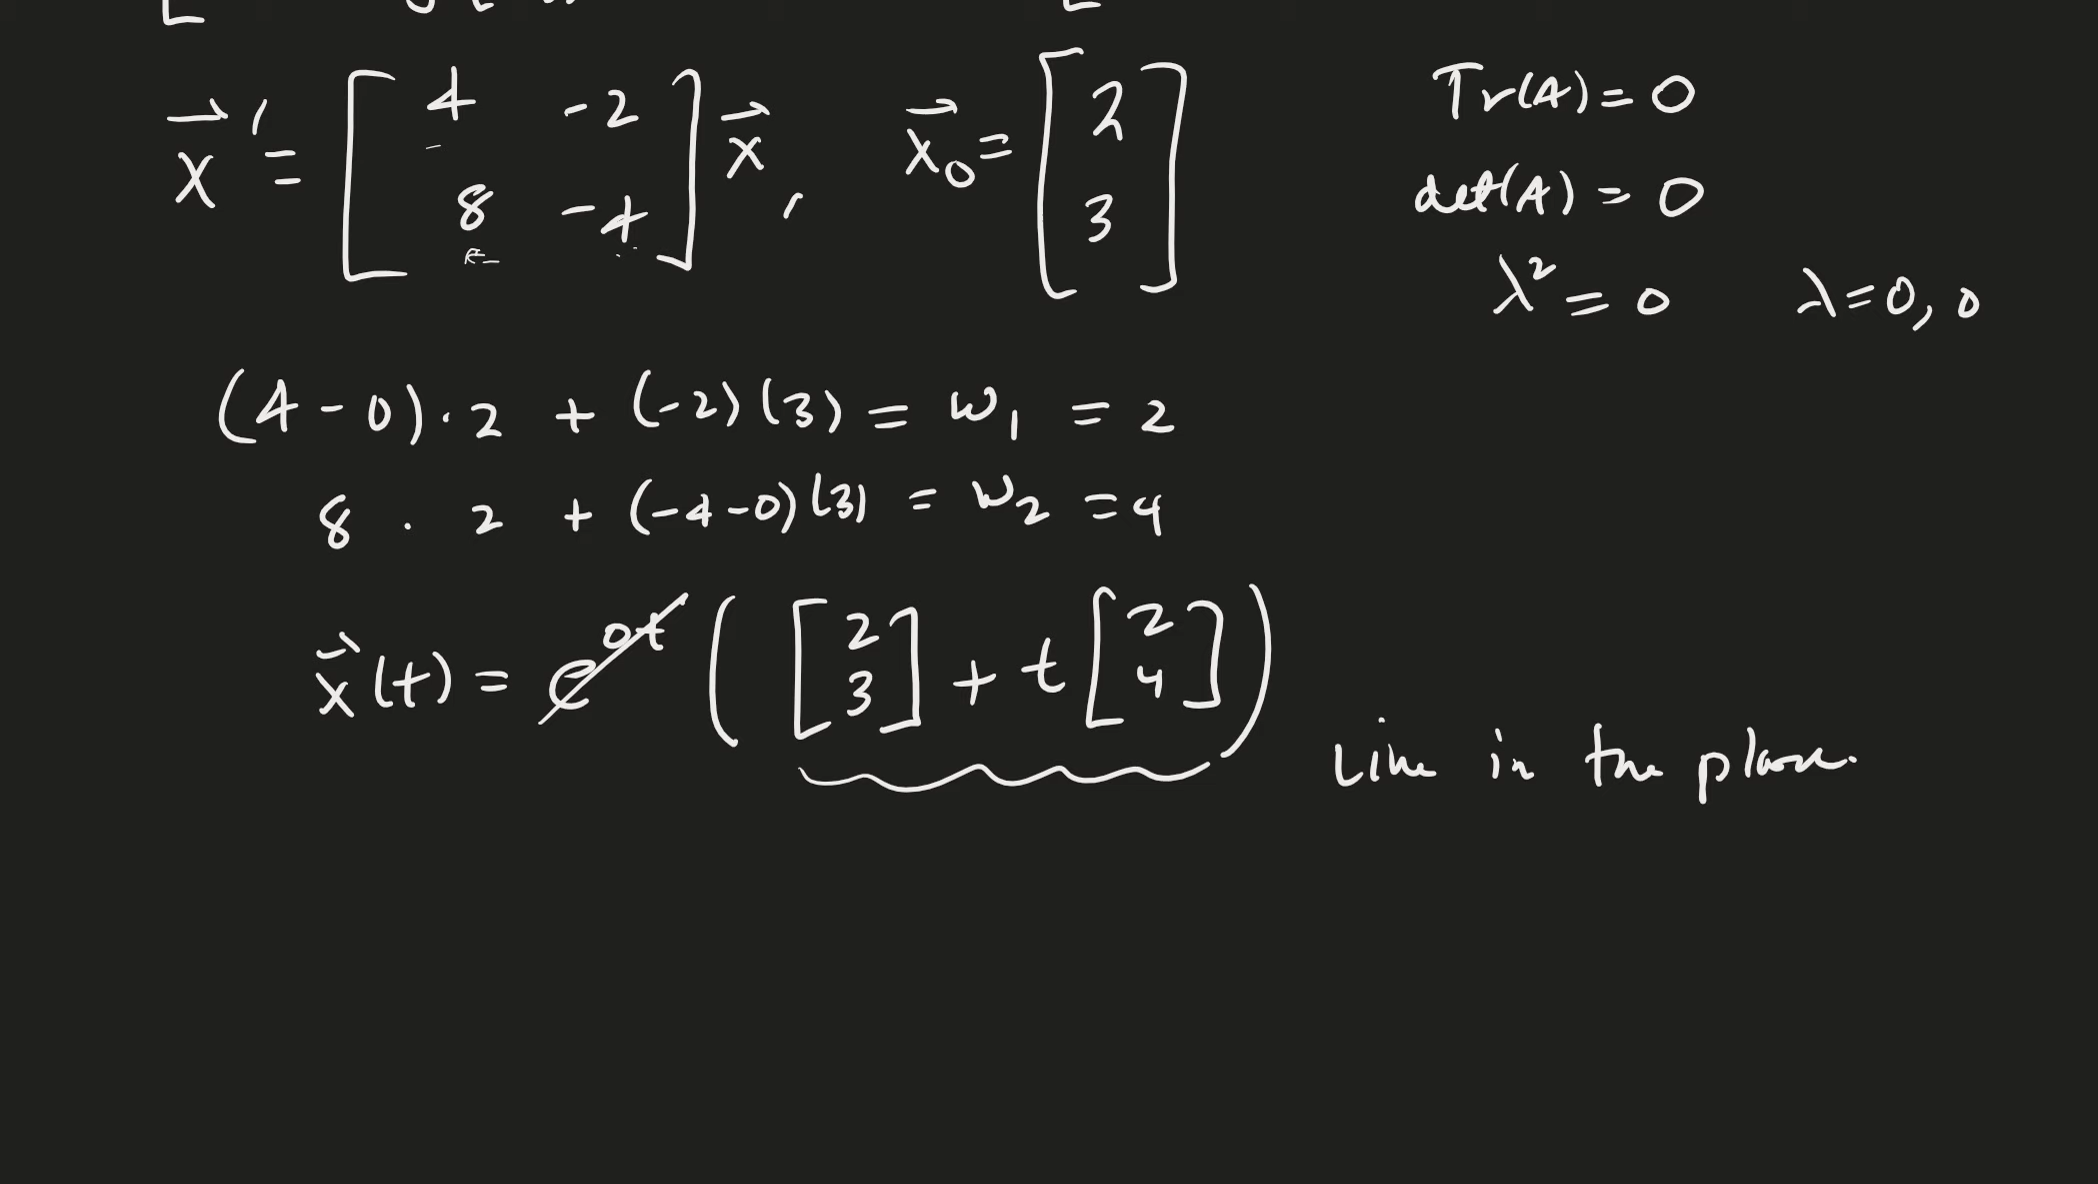 x⃗' = [4 -2; 8 -4] x⃗, x⃗₀ = [2; 3]
Tr(A) = 0
det(A) = 0
λ² = 0 λ = 0, 0
(4 - 0) · 2 + (-2)(3) = w₁ = 2
8 · 2 + (-4 - 0)(3) = w₂ = 4
x⃗(t) = e^{0t} ([2; 3] + t [2; 4])
Line in the plane.